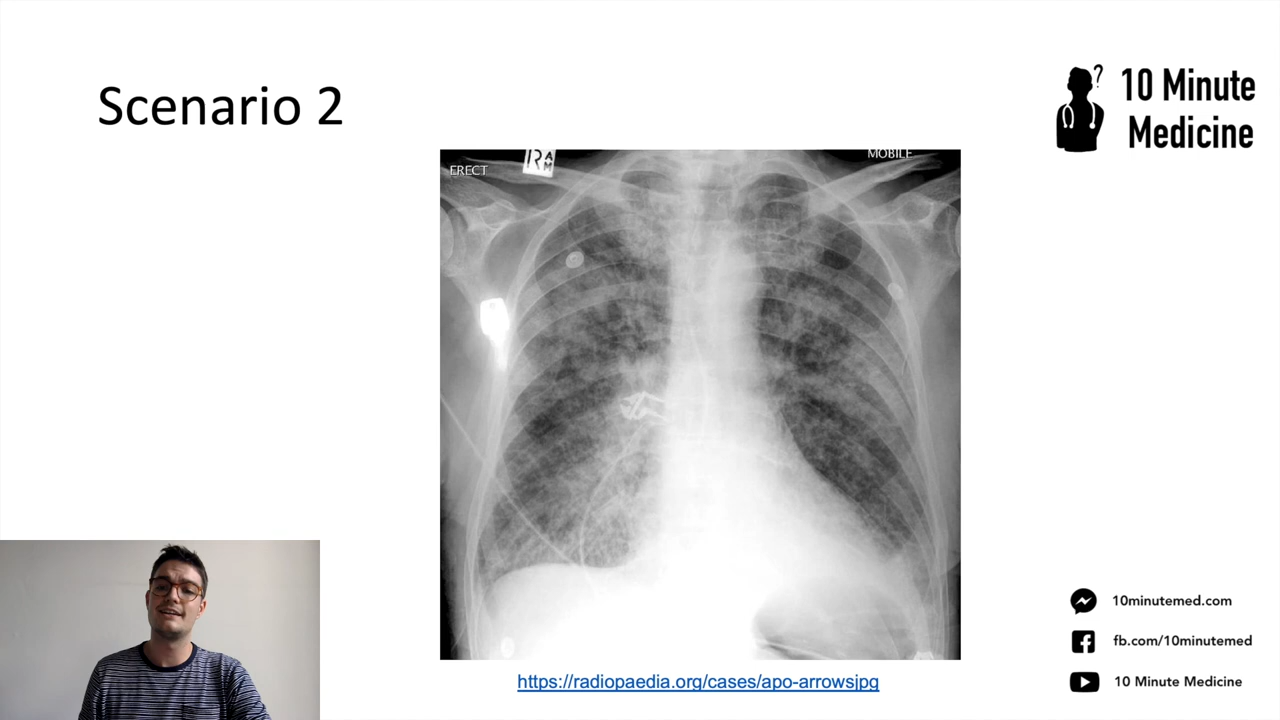 Scenario 2
10 Minute
Medicine
ERECT
R AM
MOBILE
https://radiopaedia.org/cases/apo-arrowsjpg
10minutemed.com
fb.com/10minutemed
10 Minute Medicine